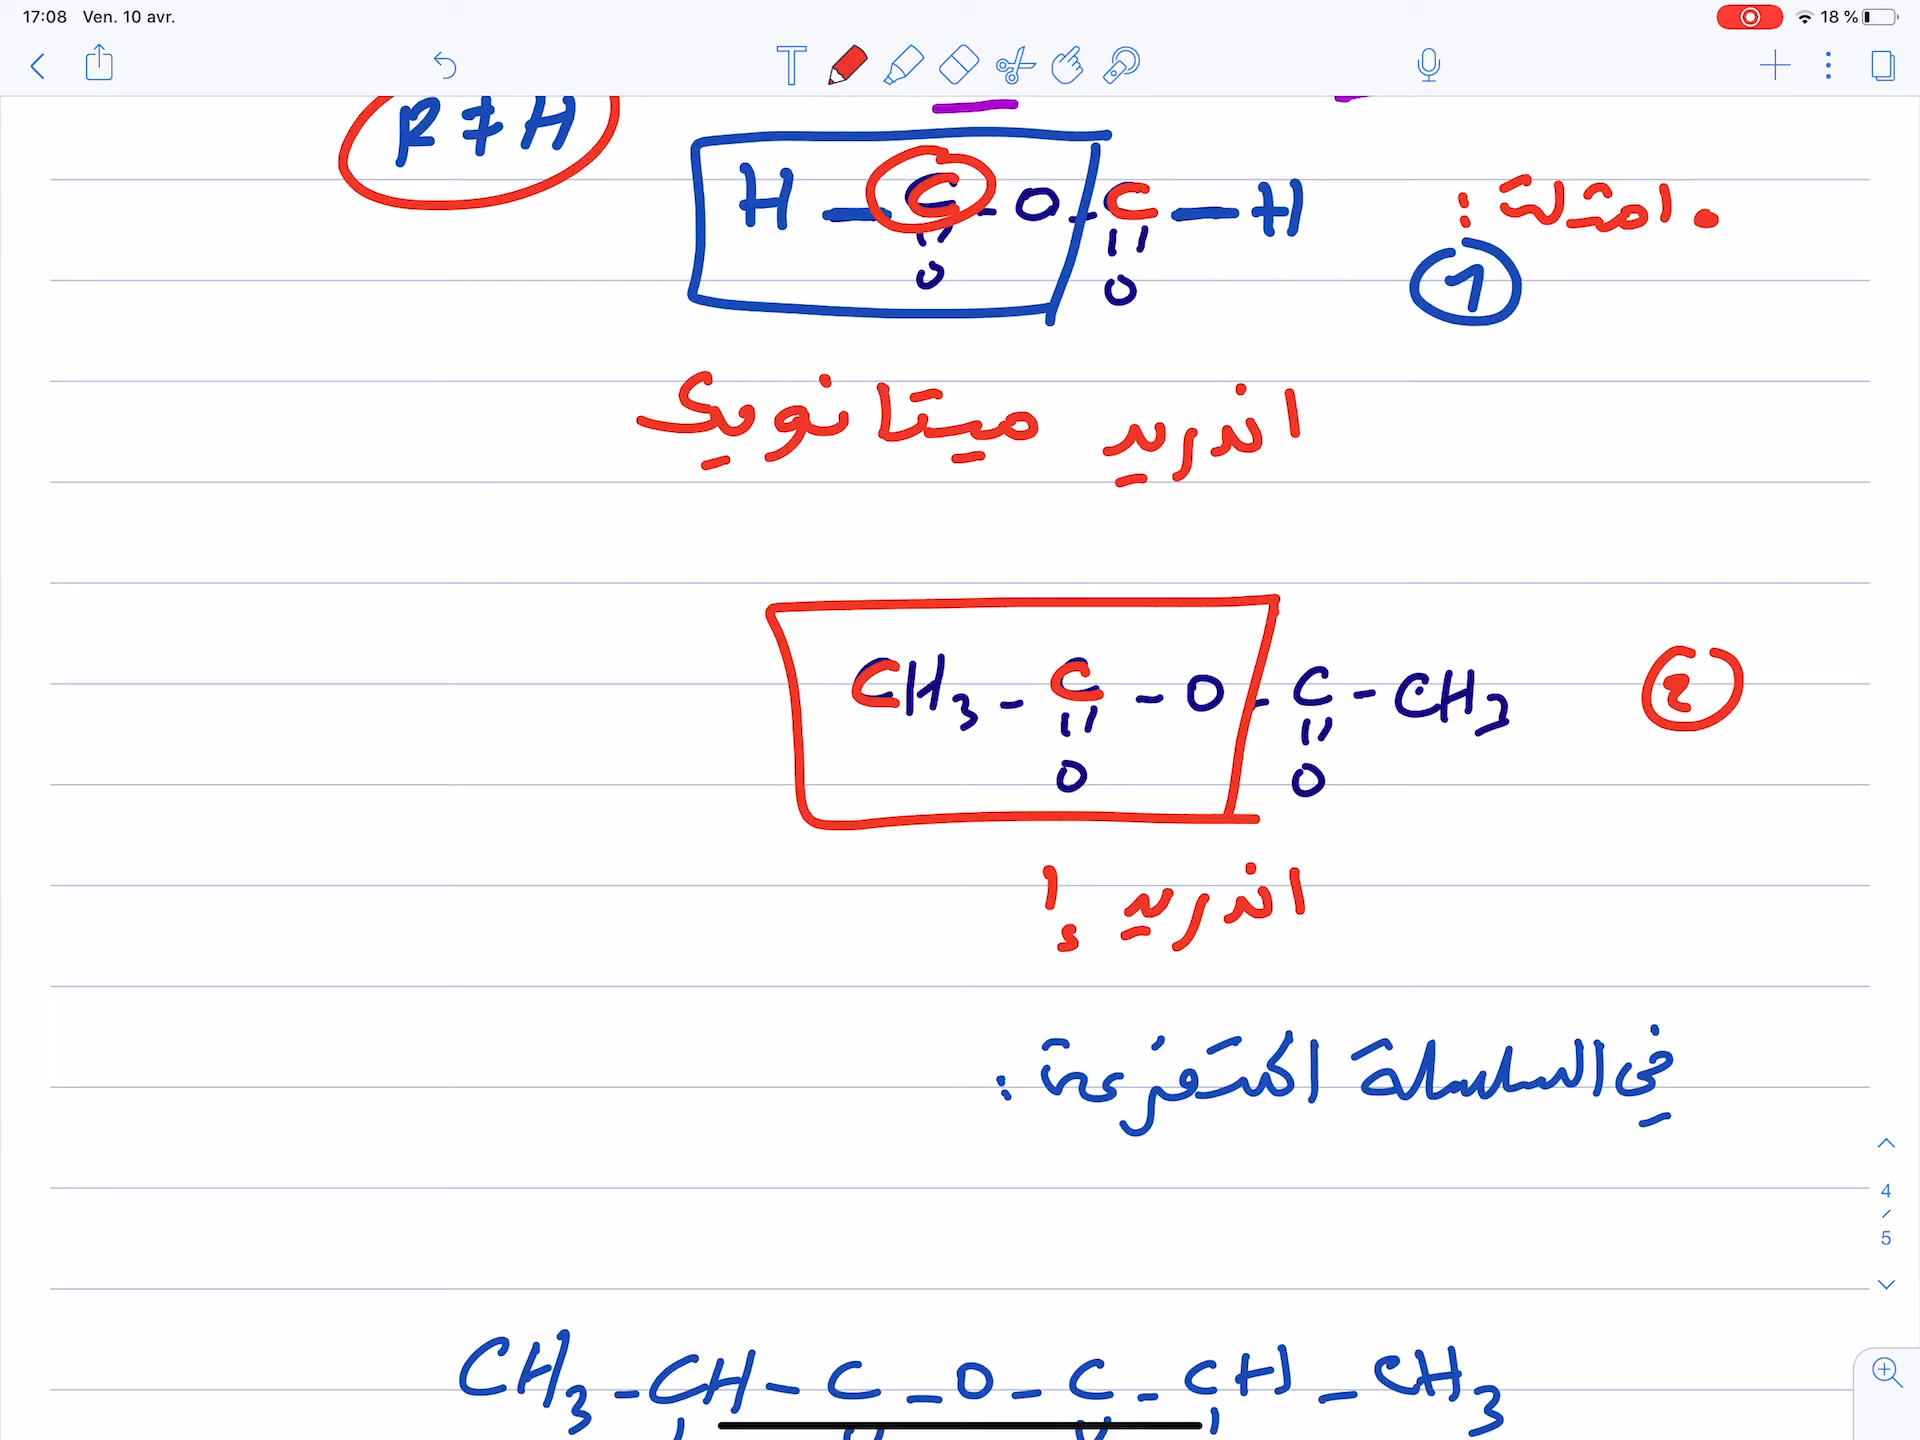 17:08 Ven. 10 avr. 18 %
R ≠ H
• امثلة :
H - C - O - C - H
O O
1
اندريد ميتانويك
CH3 - C - O - C - CH3
O O
2
اندريد إ
في السلسلة المتفرعة :
4
/
5
CH3 - CH - C - O - C - CH - CH3